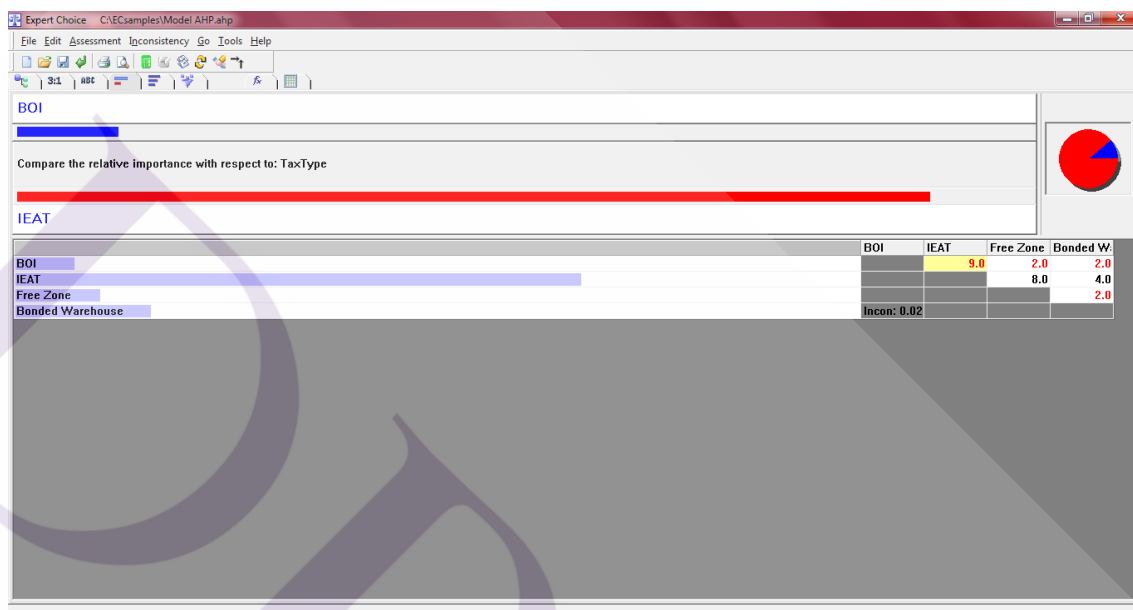 Expert Choice C:\ECsamples\Model AHP.ahp
File Edit Assessment Inconsistency Go Tools Help
3:1 ABC fx
BOI
Compare the relative importance with respect to: TaxType
IEAT
BOI IEAT Free Zone Bonded W
BOI 9.0 2.0 2.0
IEAT 8.0 4.0
Free Zone 2.0
Bonded Warehouse Incon: 0.02